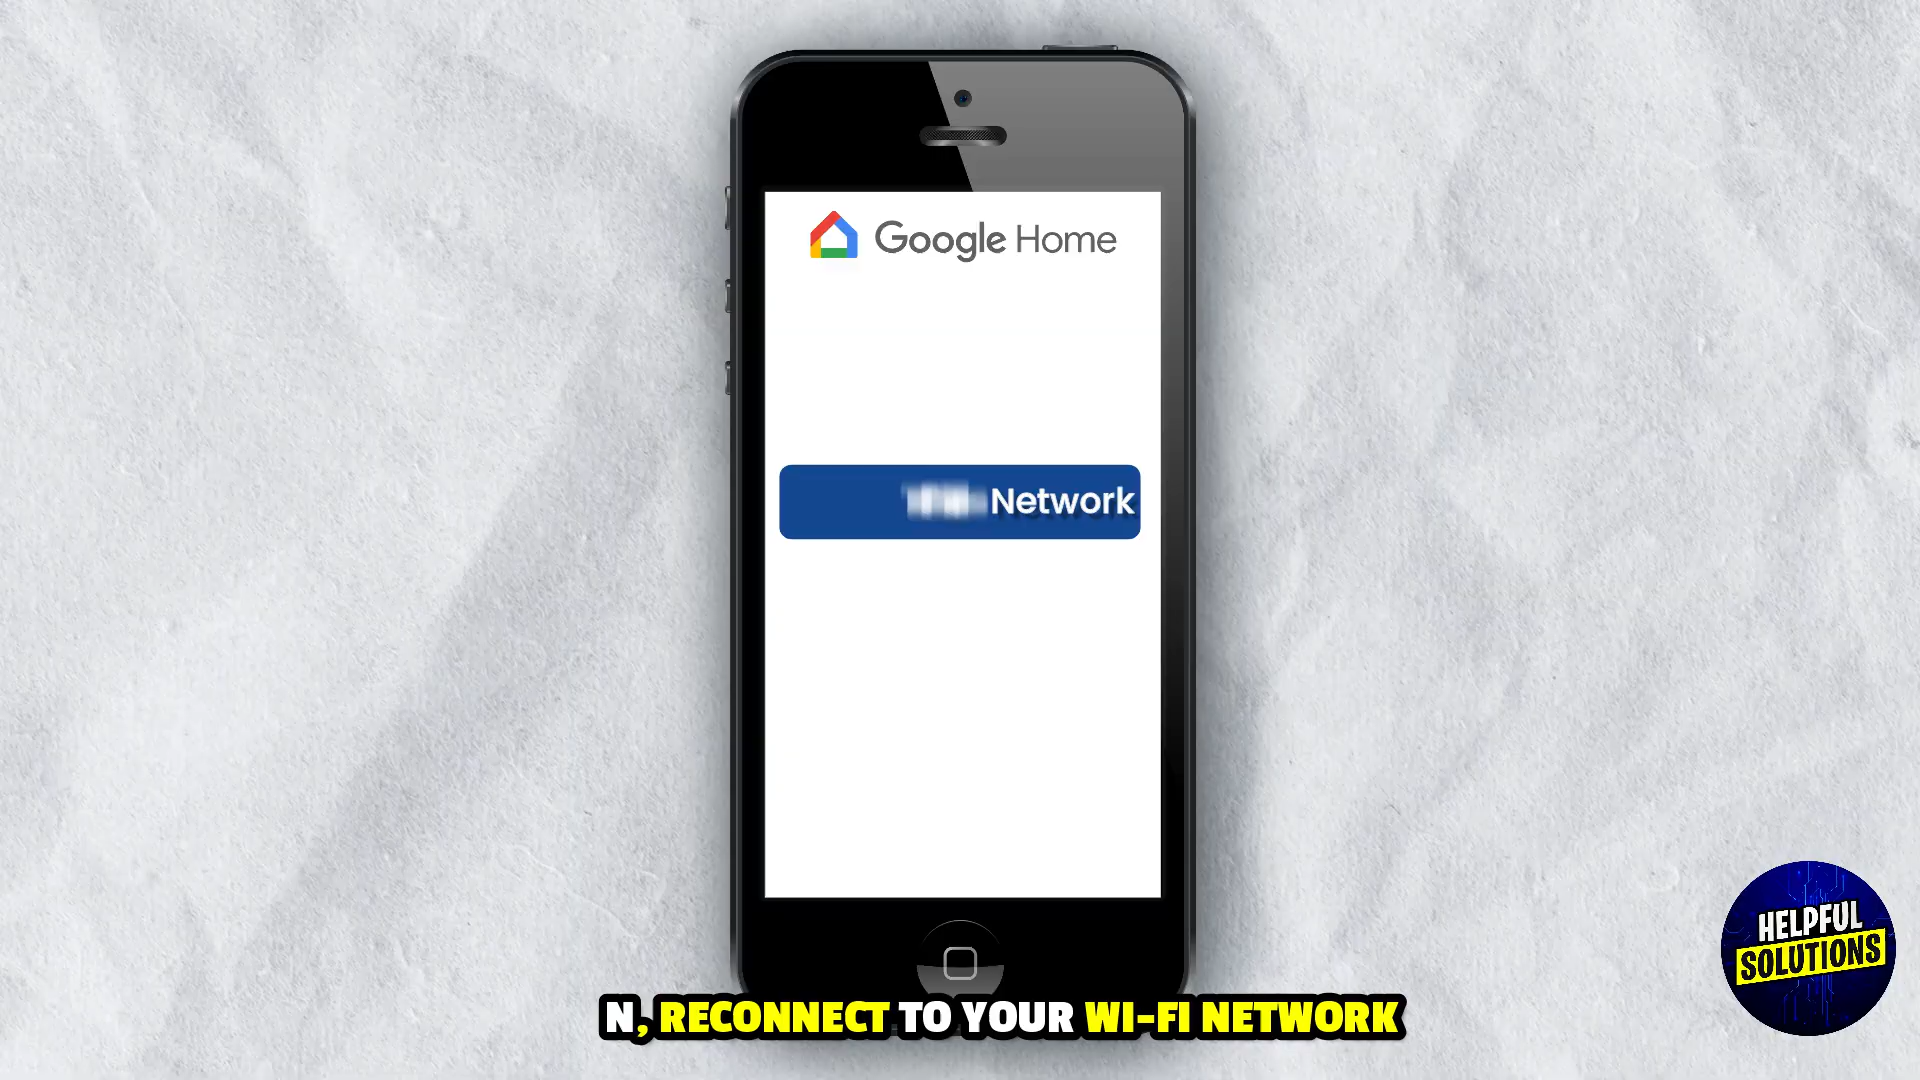 Google Home
Network
N, RECONNECT TO YOUR WI-FI NETWORK
HELPFUL
SOLUTIONS